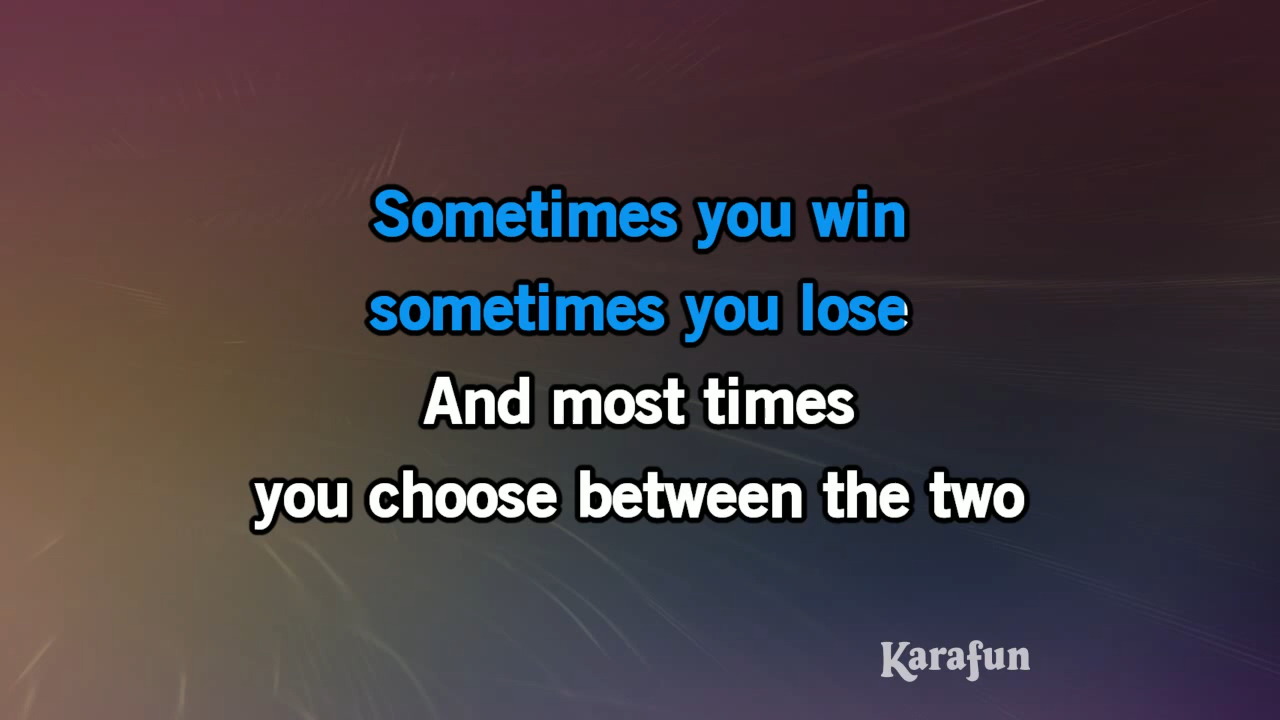 Sometimes you win
sometimes you lose
And most times
you choose between the two
Karafun